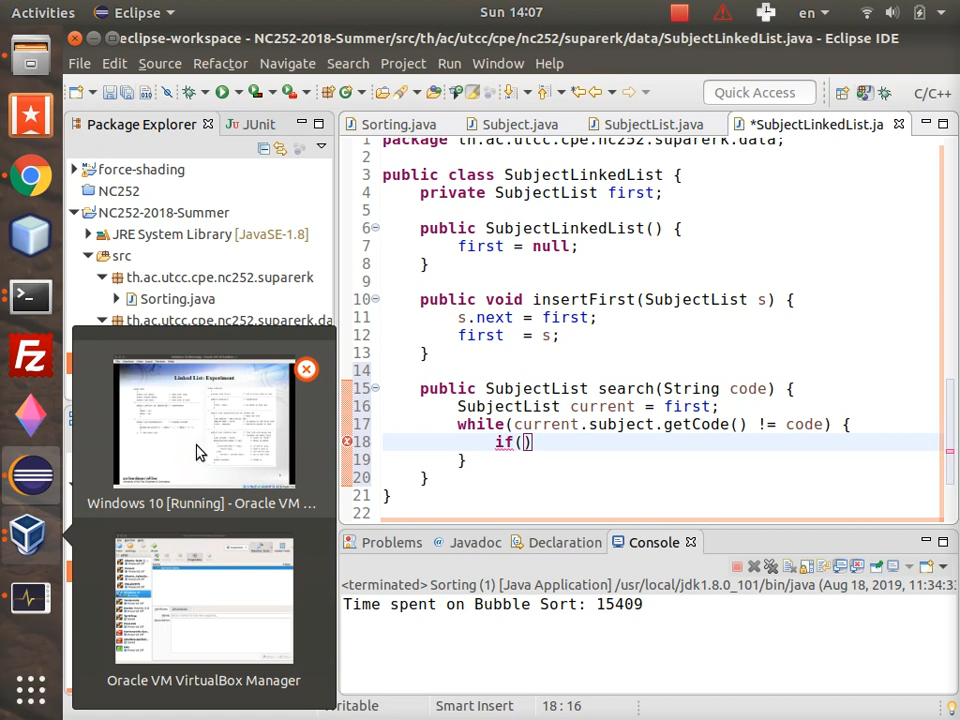 Activities Eclipse Sun 14:07 en
eclipse-workspace - NC252-2018-Summer/src/th/ac/utcc/cpe/nc252/suparerk/data/SubjectLinkedList.java - Eclipse IDE
File Edit Source Refactor Navigate Search Project Run Window Help
Quick Access C/C++
Package Explorer JUnit
Sorting.java Subject.java SubjectList.java *SubjectLinkedList.ja
force-shading
NC252
NC252-2018-Summer
JRE System Library [JavaSE-1.8]
src
th.ac.utcc.cpe.nc252.suparerk
Sorting.java
th.ac.utcc.cpe.nc252.suparerk.da
1 package th.ac.utcc.cpe.nc252.suparerk.data;
2
3 public class SubjectLinkedList {
4 private SubjectList first;
5
6 public SubjectLinkedList() {
7 first = null;
8 }
9
10 public void insertFirst(SubjectList s) {
11 s.next = first;
12 first = s;
13 }
14
15 public SubjectList search(String code) {
16 SubjectList current = first;
17 while(current.subject.getCode() != code) {
18 if()
19 }
20 }
21 }
22
Linked List: Experiment
Windows 10 [Running] - Oracle VM ...
Oracle VM VirtualBox Manager
Problems Javadoc Declaration Console
<terminated> Sorting (1) [Java Application] /usr/local/jdk1.8.0_101/bin/java (Aug 18, 2019, 11:34:33
Time spent on Bubble Sort: 15409
Writable Smart Insert 18 : 16